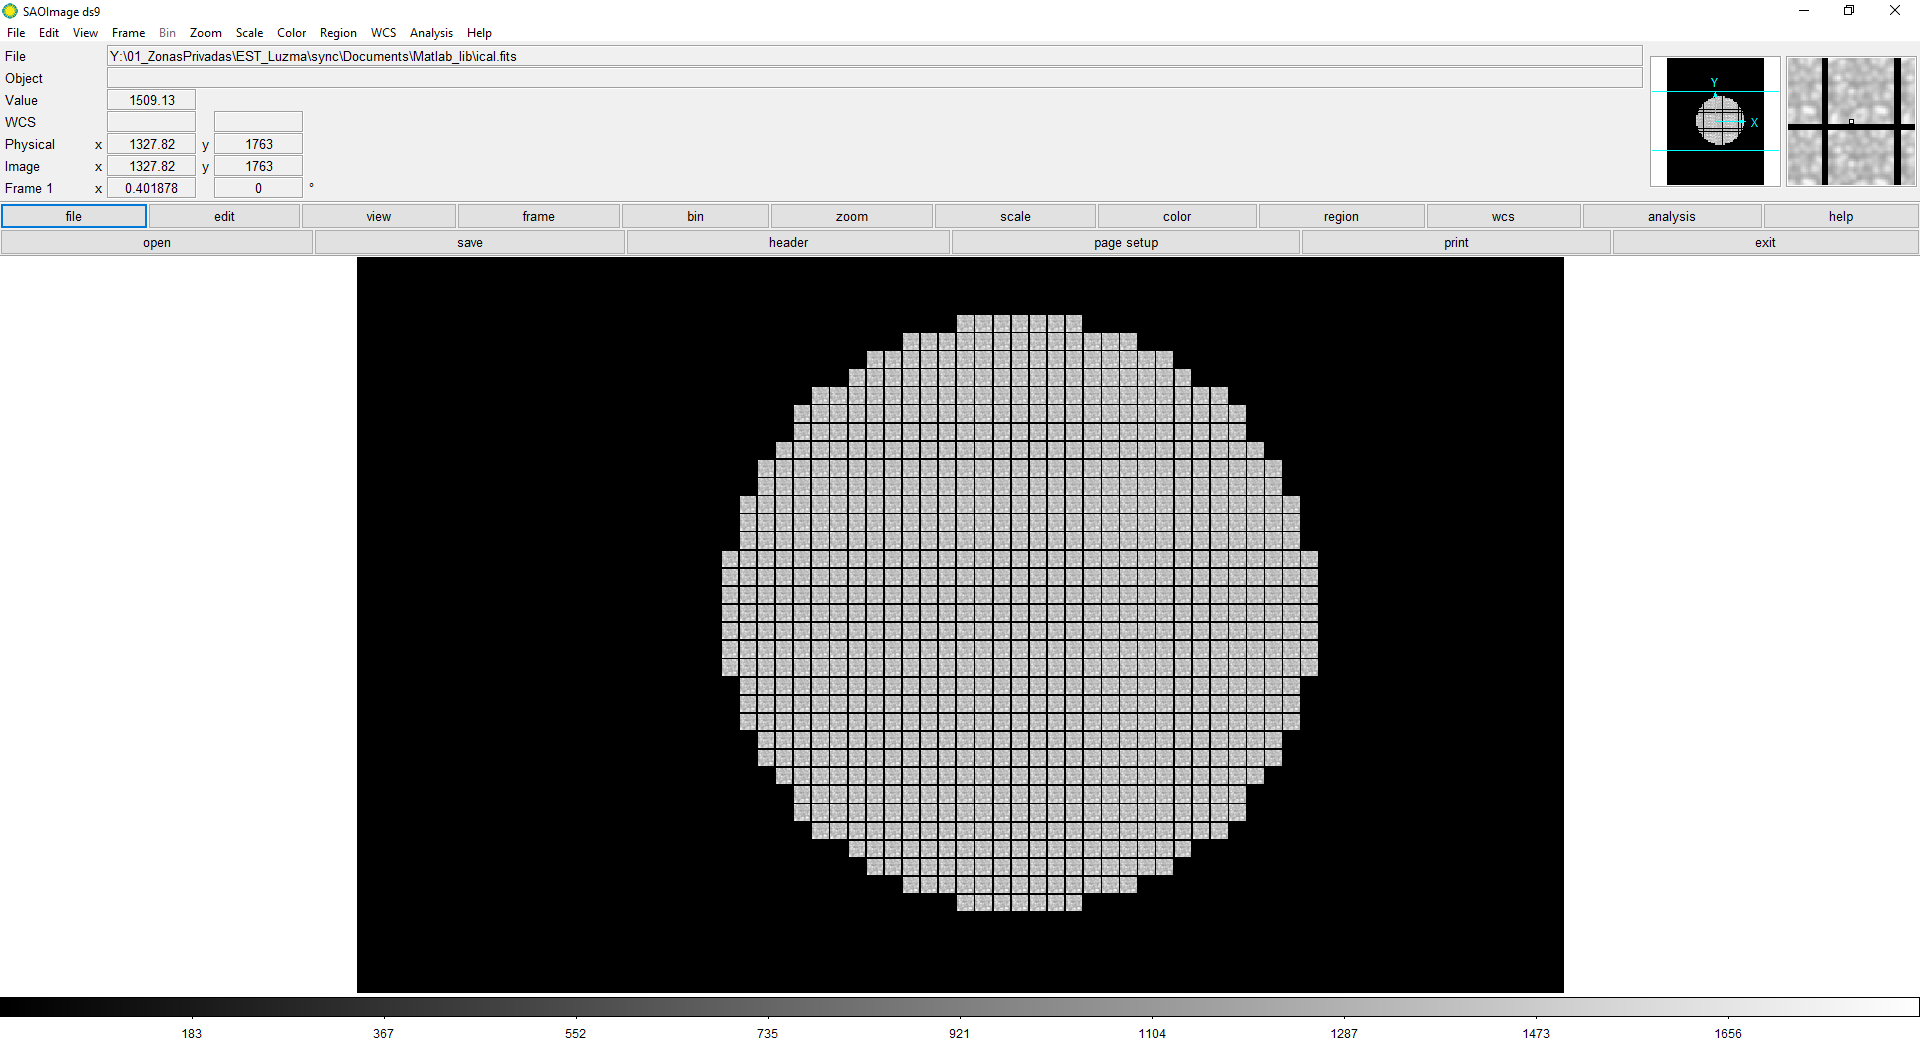 SAOImage ds9
File Edit View Frame Bin Zoom Scale Color Region WCS Analysis Help
File Y:\01_ZonasPrivadas\EST_Luzma\sync\Documents\Matlab_lib\ical.fits
Object
Value 1509.13
WCS
Physical x 1327.82 y 1763
Image x 1327.82 y 1763
Frame 1 x 0.401878 0 °
Y
X
file edit view frame bin zoom scale color region wcs analysis help
open save header page setup print exit
183 367 552 735 921 1104 1287 1473 1656